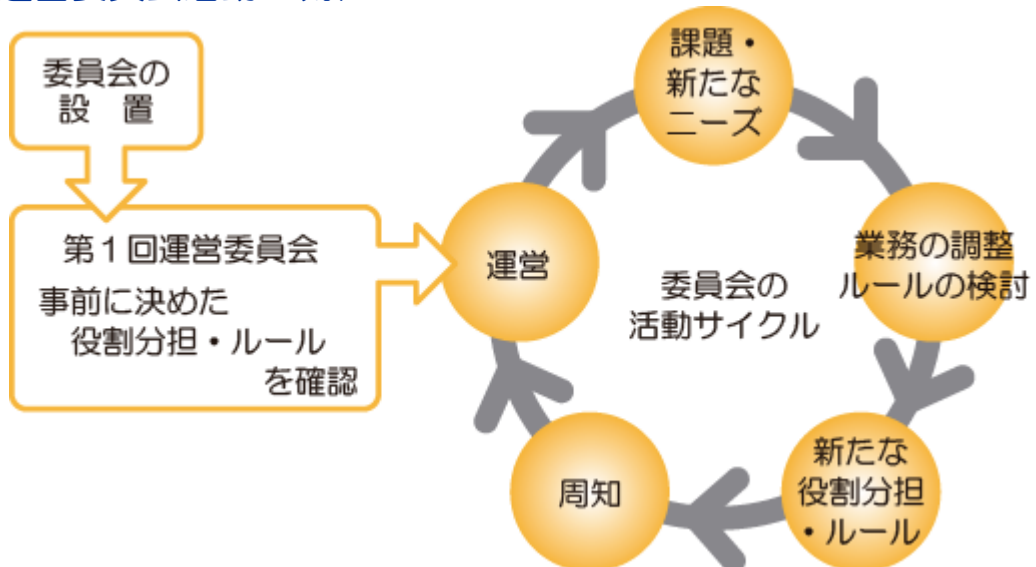 委員会の
設　置
第１回運営委員会
事前に決めた
役割分担・ルール
を確認
運営
課題・
新たな
ニーズ
業務の調整
ルールの検討
新たな
役割分担
・ルール
周知
委員会の
活動サイクル